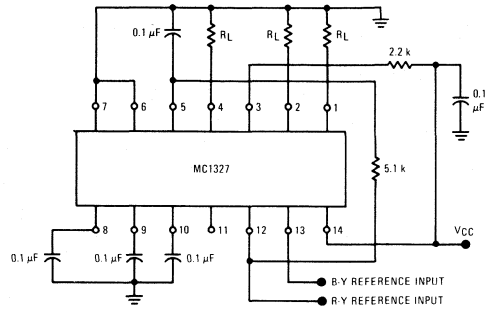 0.1 µF
RL
RL
RL
2.2 k
0.1
µF
7
6
5
4
3
2
1
MC1327
5.1 k
8
9
10
11
12
13
14
VCC
0.1 µF
0.1 µF
0.1 µF
B-Y REFERENCE INPUT
R-Y REFERENCE INPUT